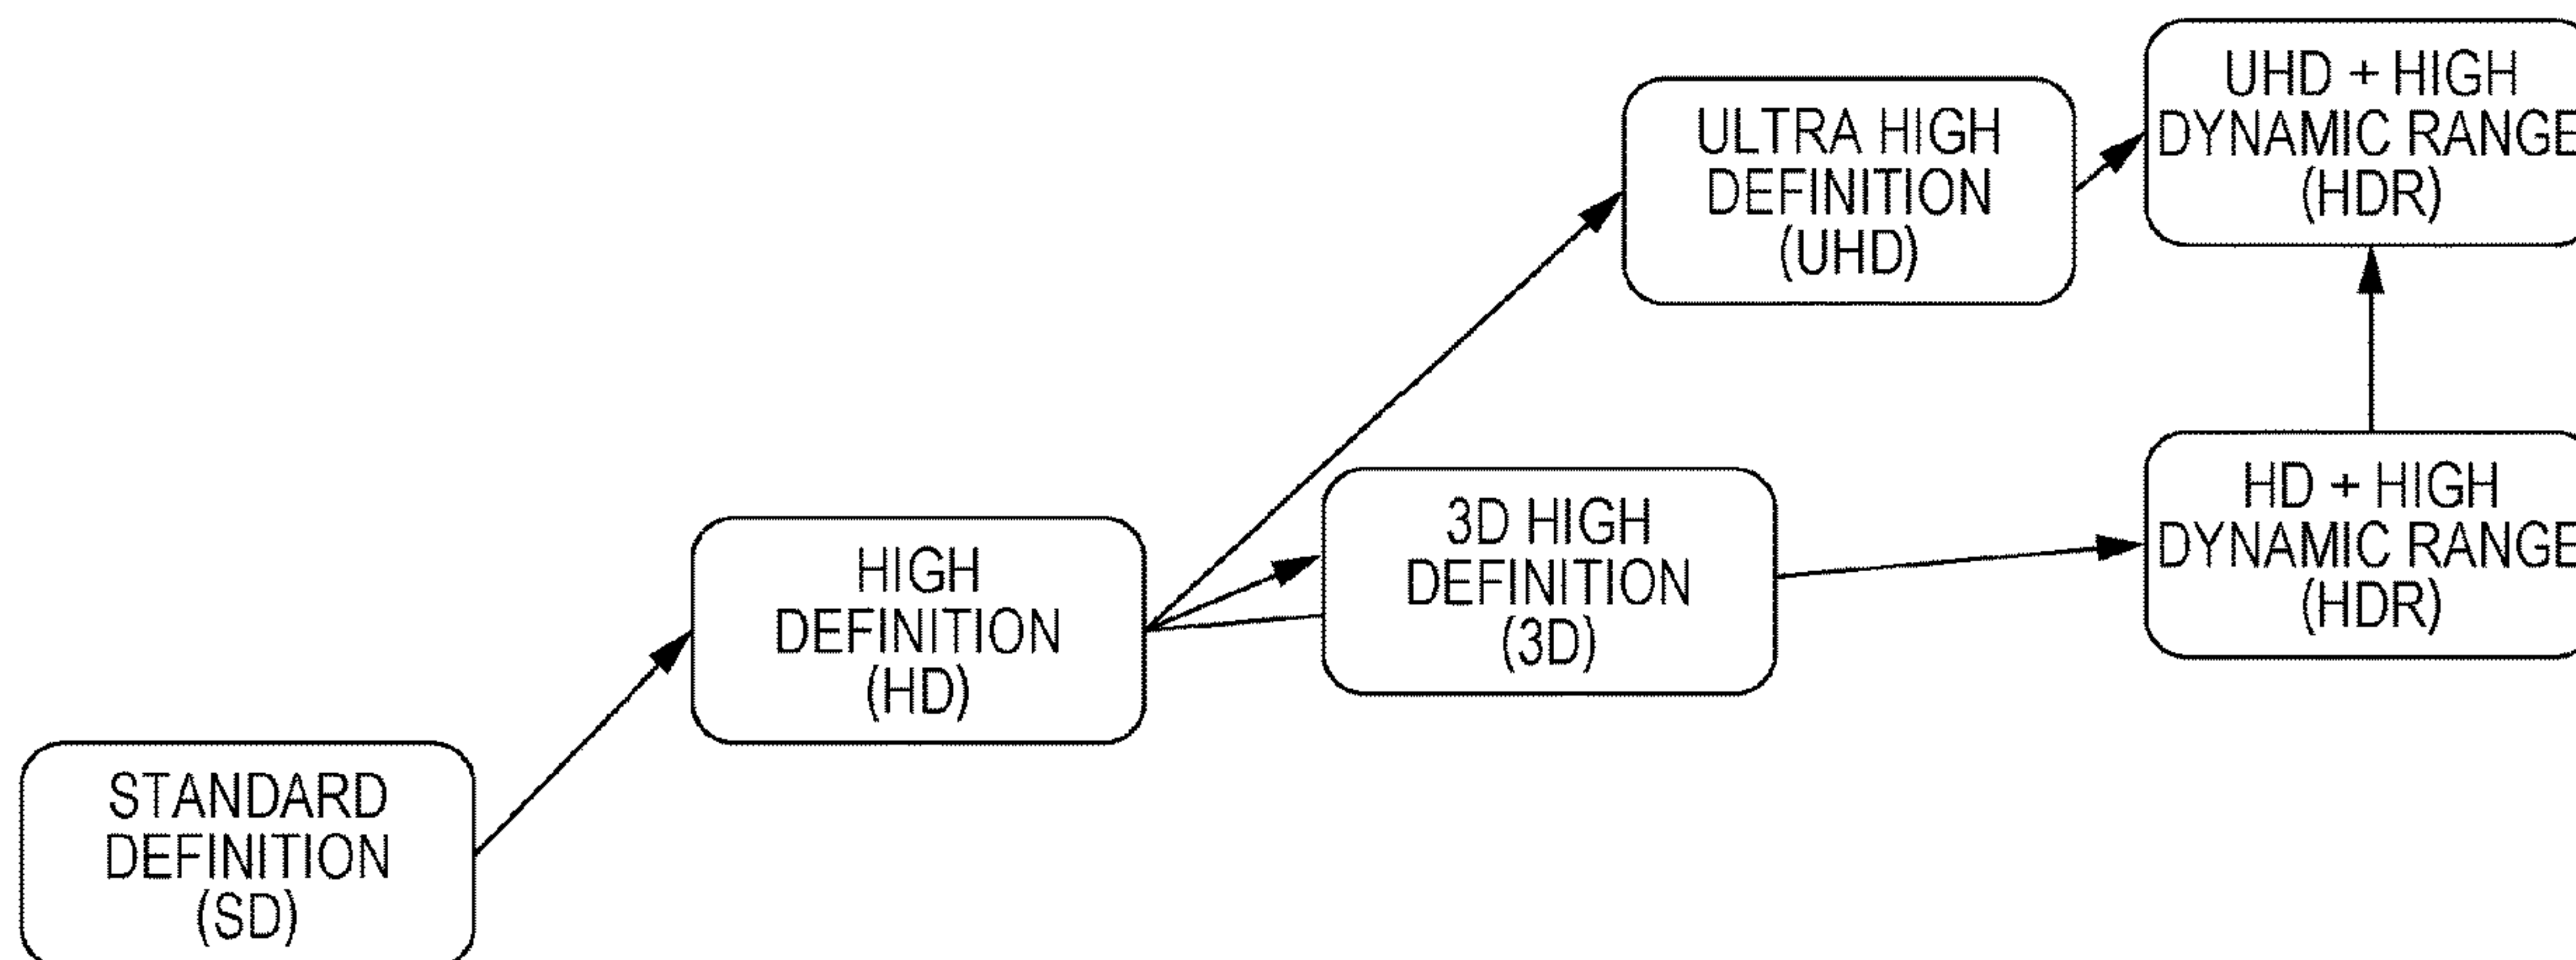 UHD + HIGH
DYNAMIC RANGE
(HDR)
ULTRA HIGH
DEFINITION
(UHD)
HD + HIGH
DYNAMIC RANGE
(HDR)
3D HIGH
DEFINITION
(3D)
HIGH
DEFINITION
(HD)
STANDARD
DEFINITION
(SD)